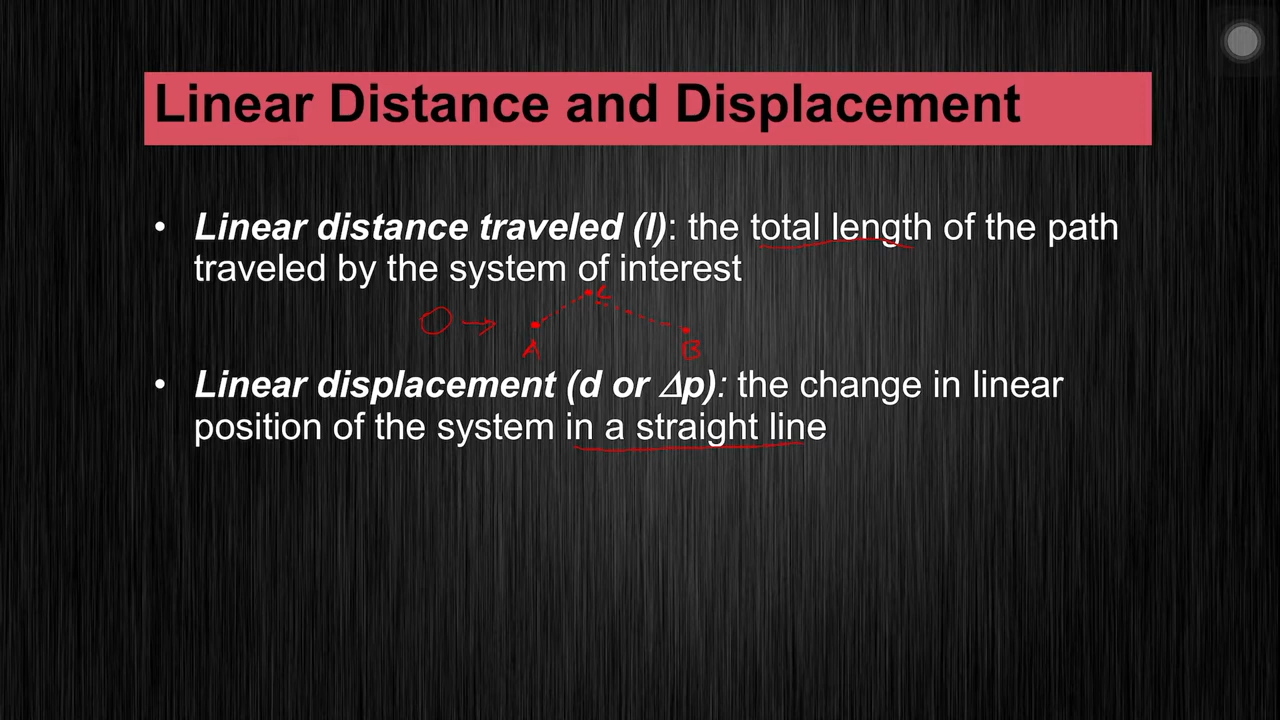 Linear Distance and Displacement
• Linear distance traveled (l): the total length of the path
traveled by the system of interest
C
A
B
• Linear displacement (d or Δp): the change in linear
position of the system in a straight line